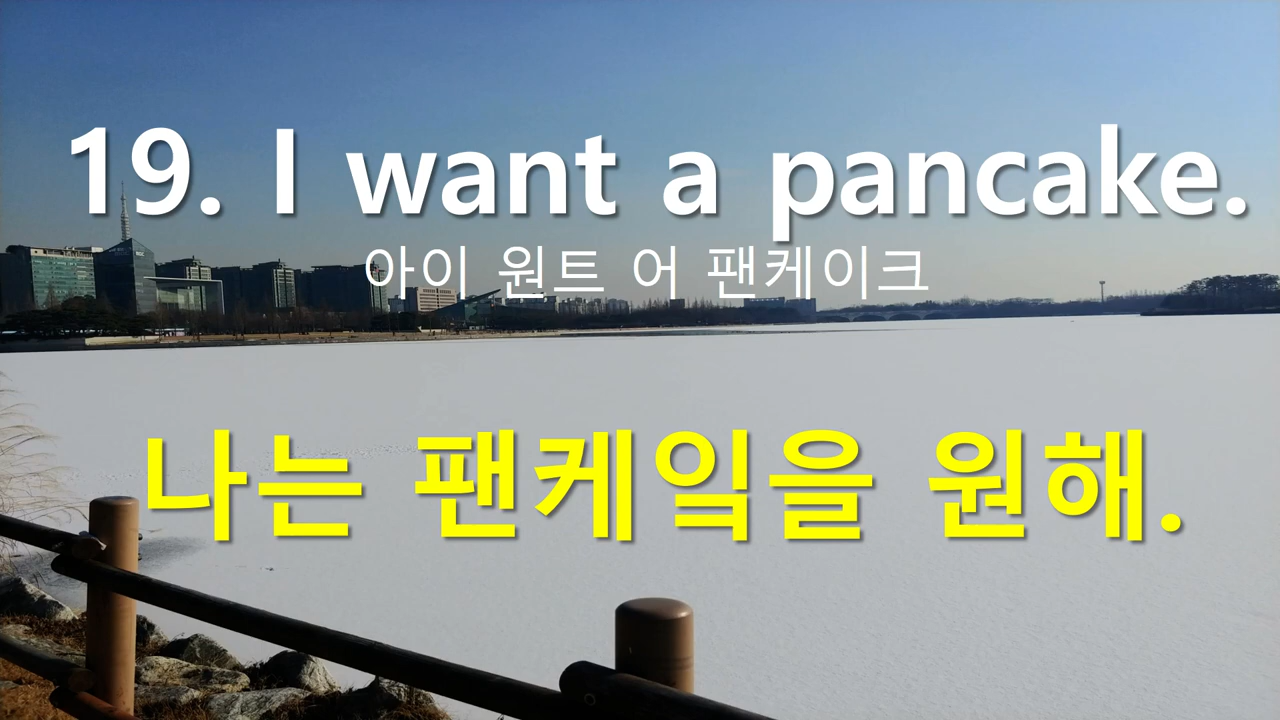 19. I want a pancake.
아이 원트 어 팬케이크
나는 팬케익을 원해.